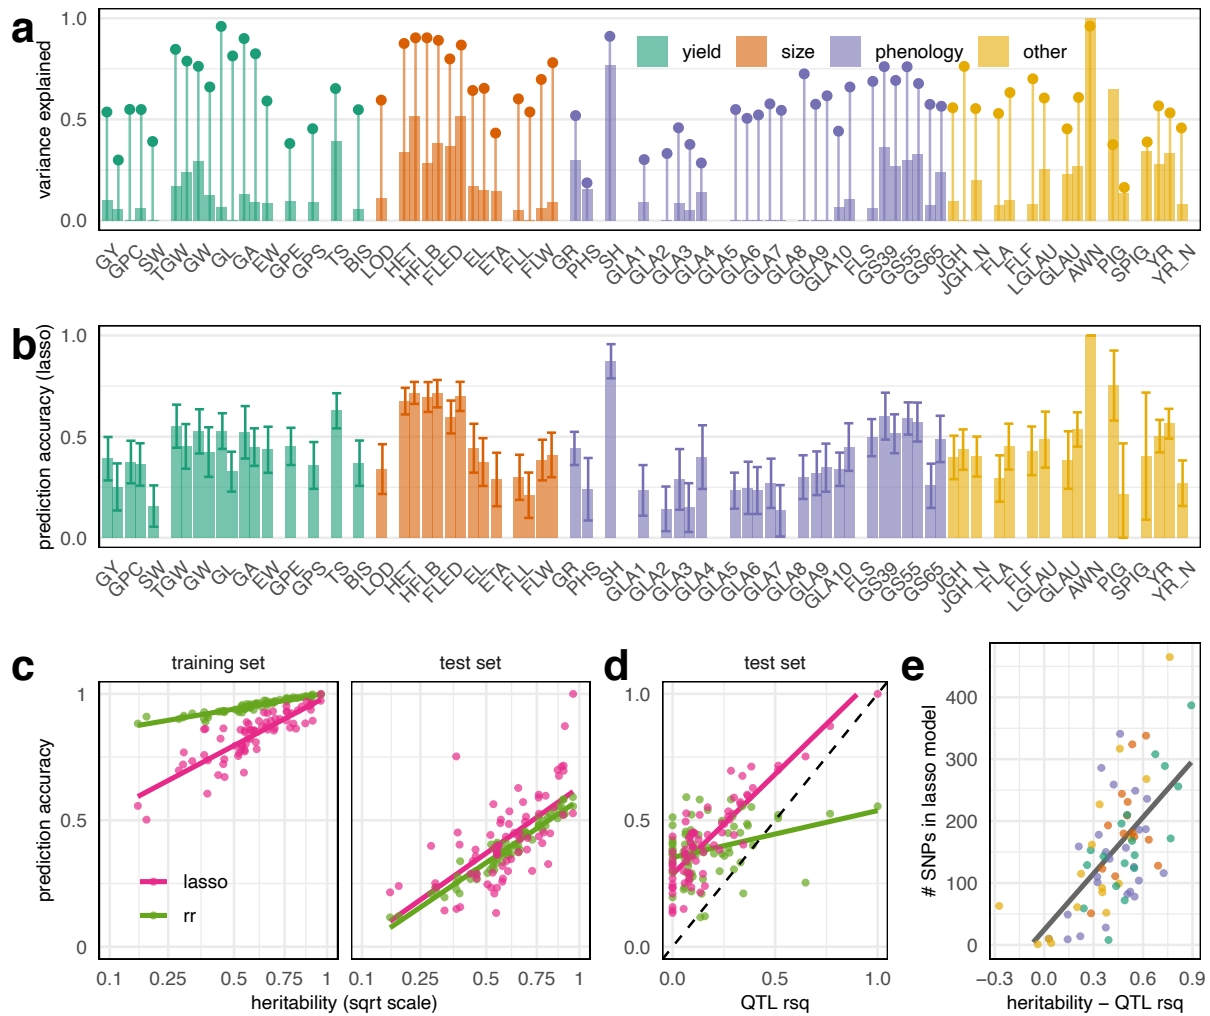 a
variance explained
1.0
0.5
0.0
yield
size
phenology
other
GY
GPC
SW
TGW
GW
GL
GA
EW
GPE
GPS
TS
BIS
LOD
HET
HFLB
FLED
EL
ETA
FLL
FLW
GR
PHS
SH
GLA1
GLA2
GLA3
GLA4
GLA5
GLA6
GLA7
GLA8
GLA9
GLA10
FLS
GS39
GS55
GS65
JGH
JGH_N
FLA
FLF
LGLAU
GLAU
AWN
PIG
SPIG
YR
YR_N
b
prediction accuracy (lasso)
1.0
0.5
0.0
GY
GPC
SW
TGW
GW
GL
GA
EW
GPE
GPS
TS
BIS
LOD
HET
HFLB
FLED
EL
ETA
FLL
FLW
GR
PHS
SH
GLA1
GLA2
GLA3
GLA4
GLA5
GLA6
GLA7
GLA8
GLA9
GLA10
FLS
GS39
GS55
GS65
JGH
JGH_N
FLA
FLF
LGLAU
GLAU
AWN
PIG
SPIG
YR
YR_N
c
training set
test set
prediction accuracy
1
0.5
0
lasso
rr
0.1 0.5 0.75 1
0.1 0.5 0.75 1
heritability (sqrt scale)
d
test set
1.0
0.5
0.0
0.0 0.5 1.0
QTL rsq
e
# SNPs in lasso model
400
300
200
100
0
−0.3 0.0 0.3 0.6 0.9
heritability − QTL rsq